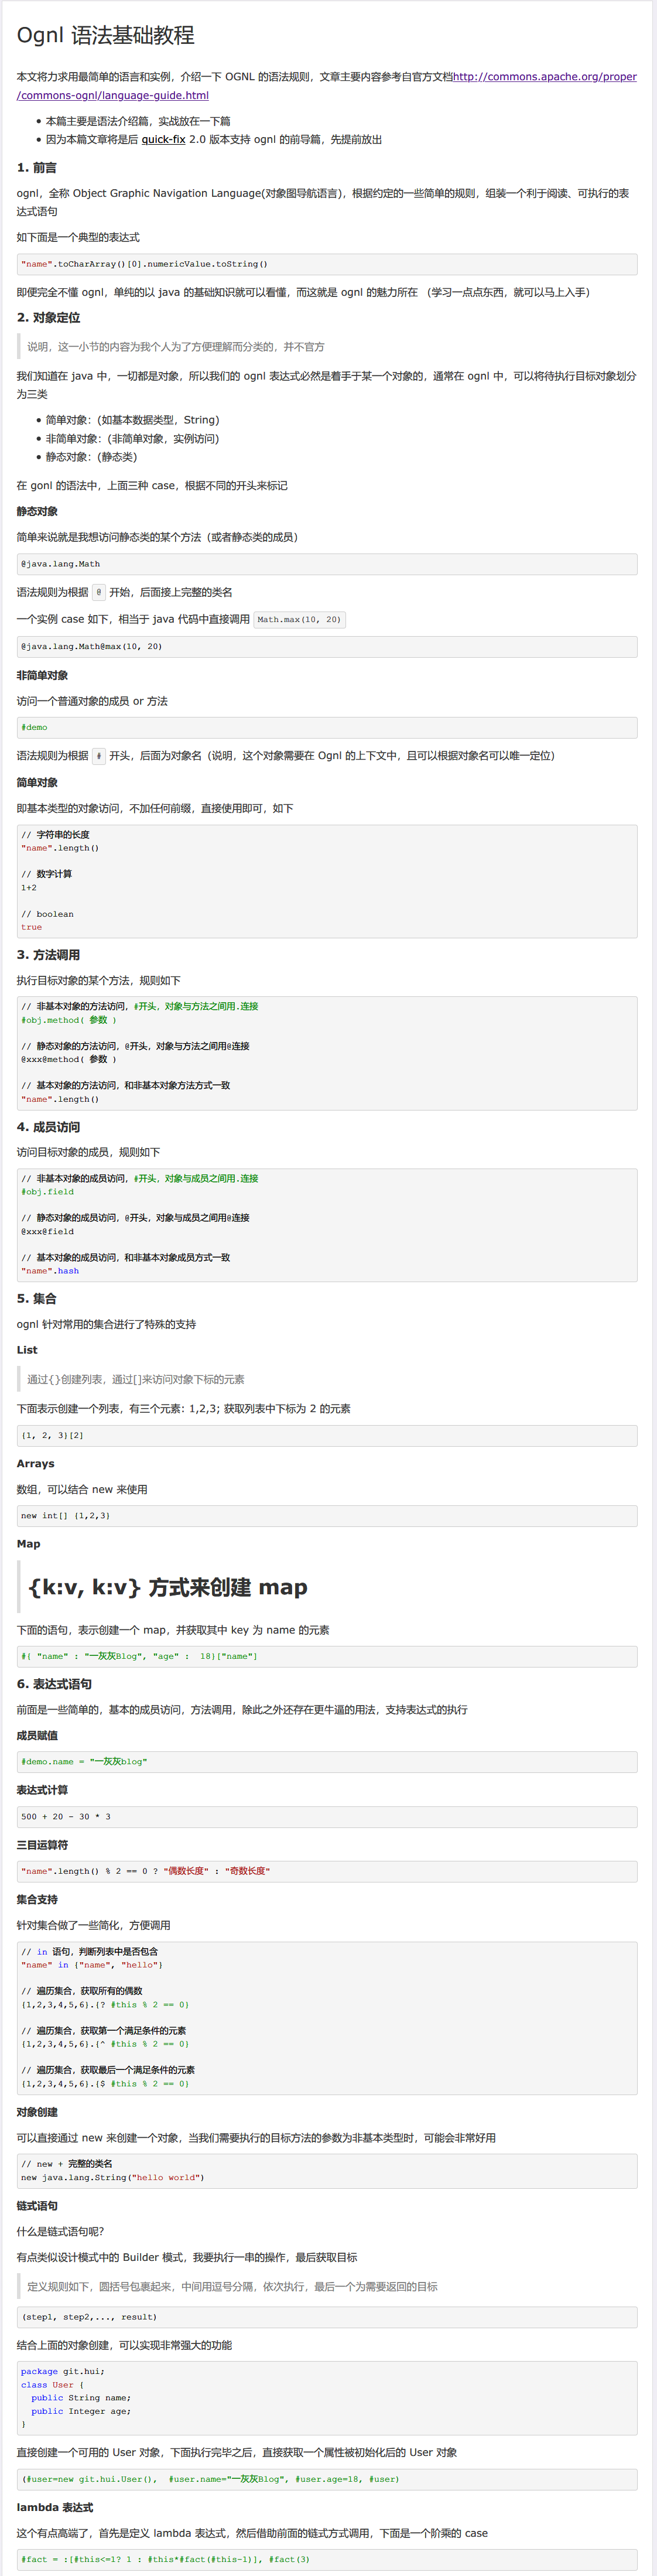 Ognl 语法基础教程
本文将力求用最简单的语言和实例，介绍一下 OGNL 的语法规则，文章主要内容参考自官方文档http://commons.apache.org/proper
/commons-ognl/language-guide.html
本篇主要是语法介绍篇，实战放在一下篇
因为本篇文章将是后 quick-fix 2.0 版本支持 ognl 的前导篇，先提前放出
1. 前言
ognl，全称 Object Graphic Navigation Language(对象图导航语言)，根据约定的一些简单的规则，组装一个利于阅读、可执行的表
达式语句
如下面是一个典型的表达式
"name".toCharArray()[0].numericValue.toString()
即便完全不懂 ognl，单纯的以 java 的基础知识就可以看懂，而这就是 ognl 的魅力所在 （学习一点点东西，就可以马上入手）
2. 对象定位
说明，这一小节的内容为我个人为了方便理解而分类的，并不官方
我们知道在 java 中，一切都是对象，所以我们的 ognl 表达式必然是着手于某一个对象的，通常在 ognl 中，可以将待执行目标对象划分
为三类
简单对象：(如基本数据类型，String)
非简单对象：(非简单对象，实例访问)
静态对象：(静态类)
在 gonl 的语法中，上面三种 case，根据不同的开头来标记
静态对象
简单来说就是我想访问静态类的某个方法（或者静态类的成员）
@java.lang.Math
语法规则为根据 @ 开始，后面接上完整的类名
一个实例 case 如下，相当于 java 代码中直接调用 Math.max(10, 20)
@java.lang.Math@max(10, 20)
非简单对象
访问一个普通对象的成员 or 方法
#demo
语法规则为根据 # 开头，后面为对象名（说明，这个对象需要在 Ognl 的上下文中，且可以根据对象名可以唯一定位）
简单对象
即基本类型的对象访问，不加任何前缀，直接使用即可，如下
// 字符串的长度
"name".length()
// 数字计算
1+2
// boolean
true
3. 方法调用
执行目标对象的某个方法，规则如下
// 非基本对象的方法访问，#开头，对象与方法之间用.连接
#obj.method( 参数 )
// 静态对象的方法访问，@开头，对象与方法之间用@连接
@xxx@method( 参数 )
// 基本对象的方法访问，和非基本对象方法方式一致
"name".length()
4. 成员访问
访问目标对象的成员，规则如下
// 非基本对象的成员访问，#开头，对象与成员之间用.连接
#obj.field
// 静态对象的成员访问，@开头，对象与成员之间用@连接
@xxx@field
// 基本对象的成员访问，和非基本对象成员方式一致
"name".hash
5. 集合
ognl 针对常用的集合进行了特殊的支持
List
通过{}创建列表，通过[]来访问对象下标的元素
下面表示创建一个列表，有三个元素: 1,2,3; 获取列表中下标为 2 的元素
{1, 2, 3}[2]
Arrays
数组，可以结合 new 来使用
new int[] {1,2,3}
Map
{k:v, k:v} 方式来创建 map
下面的语句，表示创建一个 map，并获取其中 key 为 name 的元素
#{ "name" : "一灰灰Blog", "age" :  18}["name"]
6. 表达式语句
前面是一些简单的，基本的成员访问，方法调用，除此之外还存在更牛逼的用法，支持表达式的执行
成员赋值
#demo.name = "一灰灰blog"
表达式计算
500 + 20 - 30 * 3
三目运算符
"name".length() % 2 == 0 ? "偶数长度" : "奇数长度"
集合支持
针对集合做了一些简化，方便调用
// in 语句，判断列表中是否包含
"name" in {"name", "hello"}
// 遍历集合，获取所有的偶数
{1,2,3,4,5,6}.{? #this % 2 == 0}
// 遍历集合，获取第一个满足条件的元素
{1,2,3,4,5,6}.{^ #this % 2 == 0}
// 遍历集合，获取最后一个满足条件的元素
{1,2,3,4,5,6}.{$ #this % 2 == 0}
对象创建
可以直接通过 new 来创建一个对象，当我们需要执行的目标方法的参数为非基本类型时，可能会非常好用
// new + 完整的类名
new java.lang.String("hello world")
链式语句
什么是链式语句呢？
有点类似设计模式中的 Builder 模式，我要执行一串的操作，最后获取目标
定义规则如下，圆括号包裹起来，中间用逗号分隔，依次执行，最后一个为需要返回的目标
(step1, step2,..., result)
结合上面的对象创建，可以实现非常强大的功能
package git.hui;
class User {
  public String name;
  public Integer age;
}
直接创建一个可用的 User 对象，下面执行完毕之后，直接获取一个属性被初始化后的 User 对象
(#user=new git.hui.User(),  #user.name="一灰灰Blog", #user.age=18, #user)
lambda 表达式
这个有点高端了，首先是定义 lambda 表达式，然后借助前面的链式方式调用，下面是一个阶乘的 case
#fact = :[#this<=1? 1 : #this*#fact(#this-1)], #fact(3)